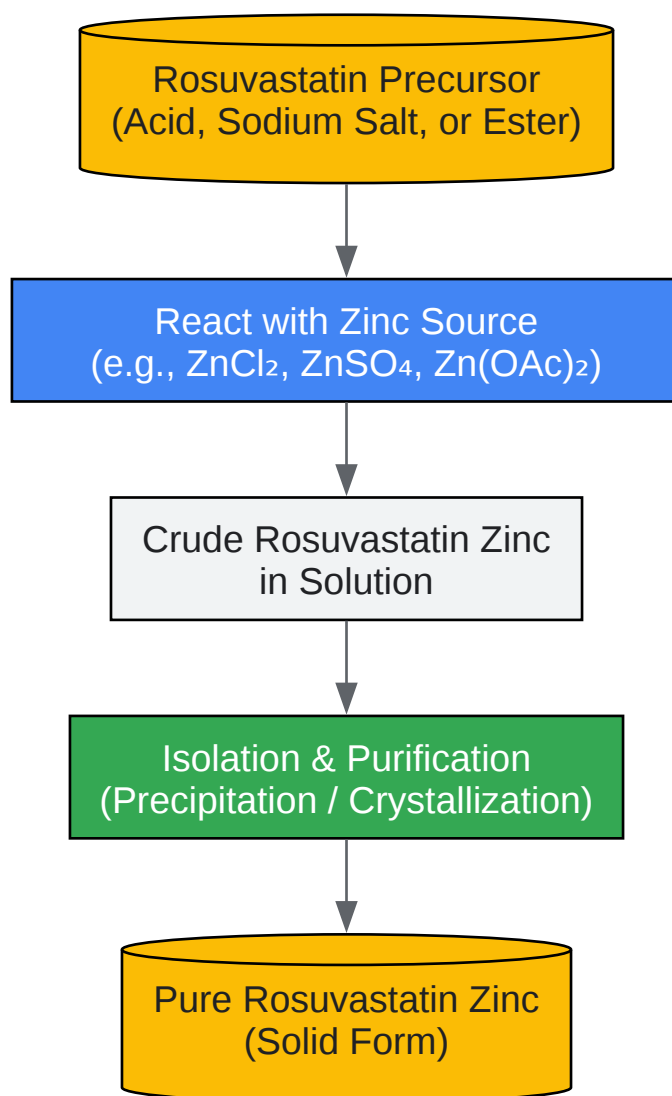 Rosuvastatin Precursor
(Acid, Sodium Salt, or Ester)
React with Zinc Source
(e.g., ZnCl₂, ZnSO₄, Zn(OAc)₂)
Crude Rosuvastatin Zinc
in Solution
Isolation & Purification
(Precipitation / Crystallization)
Pure Rosuvastatin Zinc
(Solid Form)